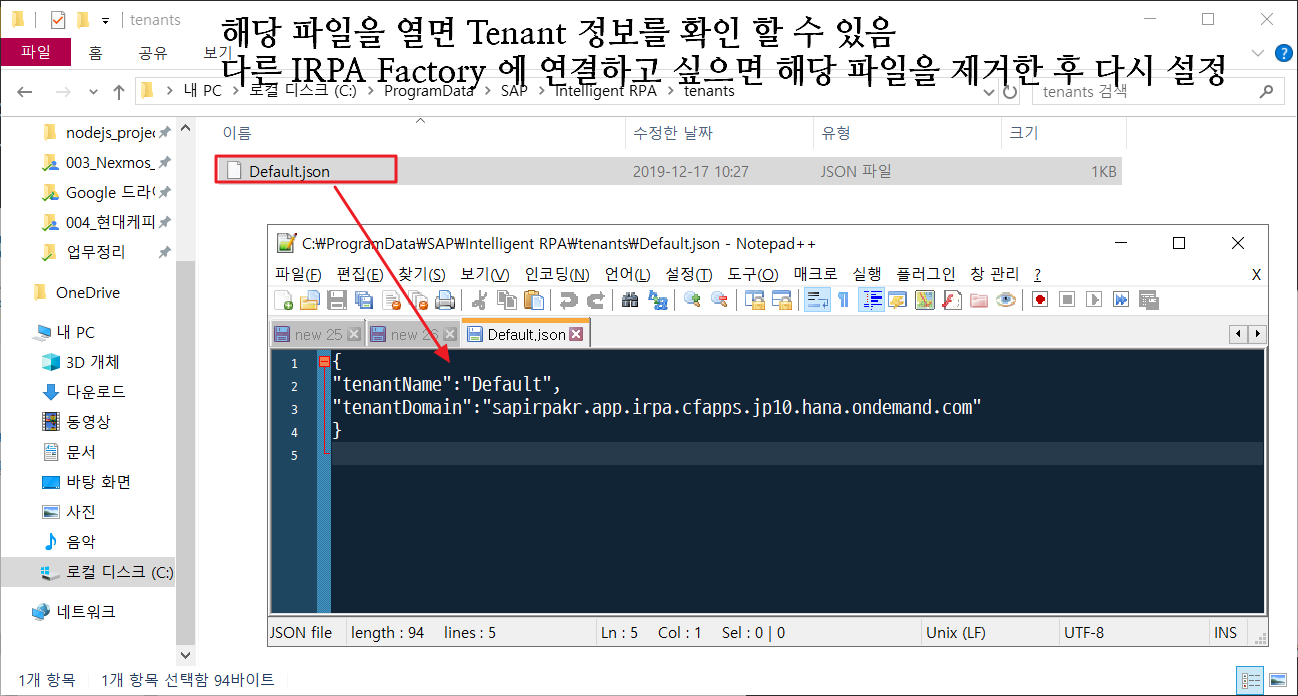 tenants
해당 파일을 열면 Tenant 정보를 확인 할 수 있음
파일 홈 공유 보기
다른 IRPA Factory 에 연결하고 싶으면 해당 파일을 제거한 후 다시 설정
내 PC > 로컬 디스크 (C:) > ProgramData > SAP > Intelligent RPA > tenants
tenants 검색
이름 수정한 날짜 유형 크기
Default.json 2019-12-17 10:27 JSON 파일 1KB
nodejs_projec
003_Nexmos_
Google 드라이
004_현대케피
업무정리
OneDrive
내 PC
3D 개체
다운로드
동영상
문서
바탕 화면
사진
음악
로컬 디스크 (C:)
네트워크
C:\ProgramData\SAP\Intelligent RPA\tenants\Default.json - Notepad++
파일(F) 편집(E) 찾기(S) 보기(V) 인코딩(N) 언어(L) 설정(T) 도구(O) 매크로 실행 플러그인 창 관리 ? X
new 25 new 26 Default.json
1 {
2 "tenantName":"Default",
3 "tenantDomain":"sapirpakr.app.irpa.cfapps.jp10.hana.ondemand.com"
4 }
5
JSON file length : 94 lines : 5 Ln : 5 Col : 1 Sel : 0 | 0 Unix (LF) UTF-8 INS
1개 항목 1개 항목 선택함 94바이트